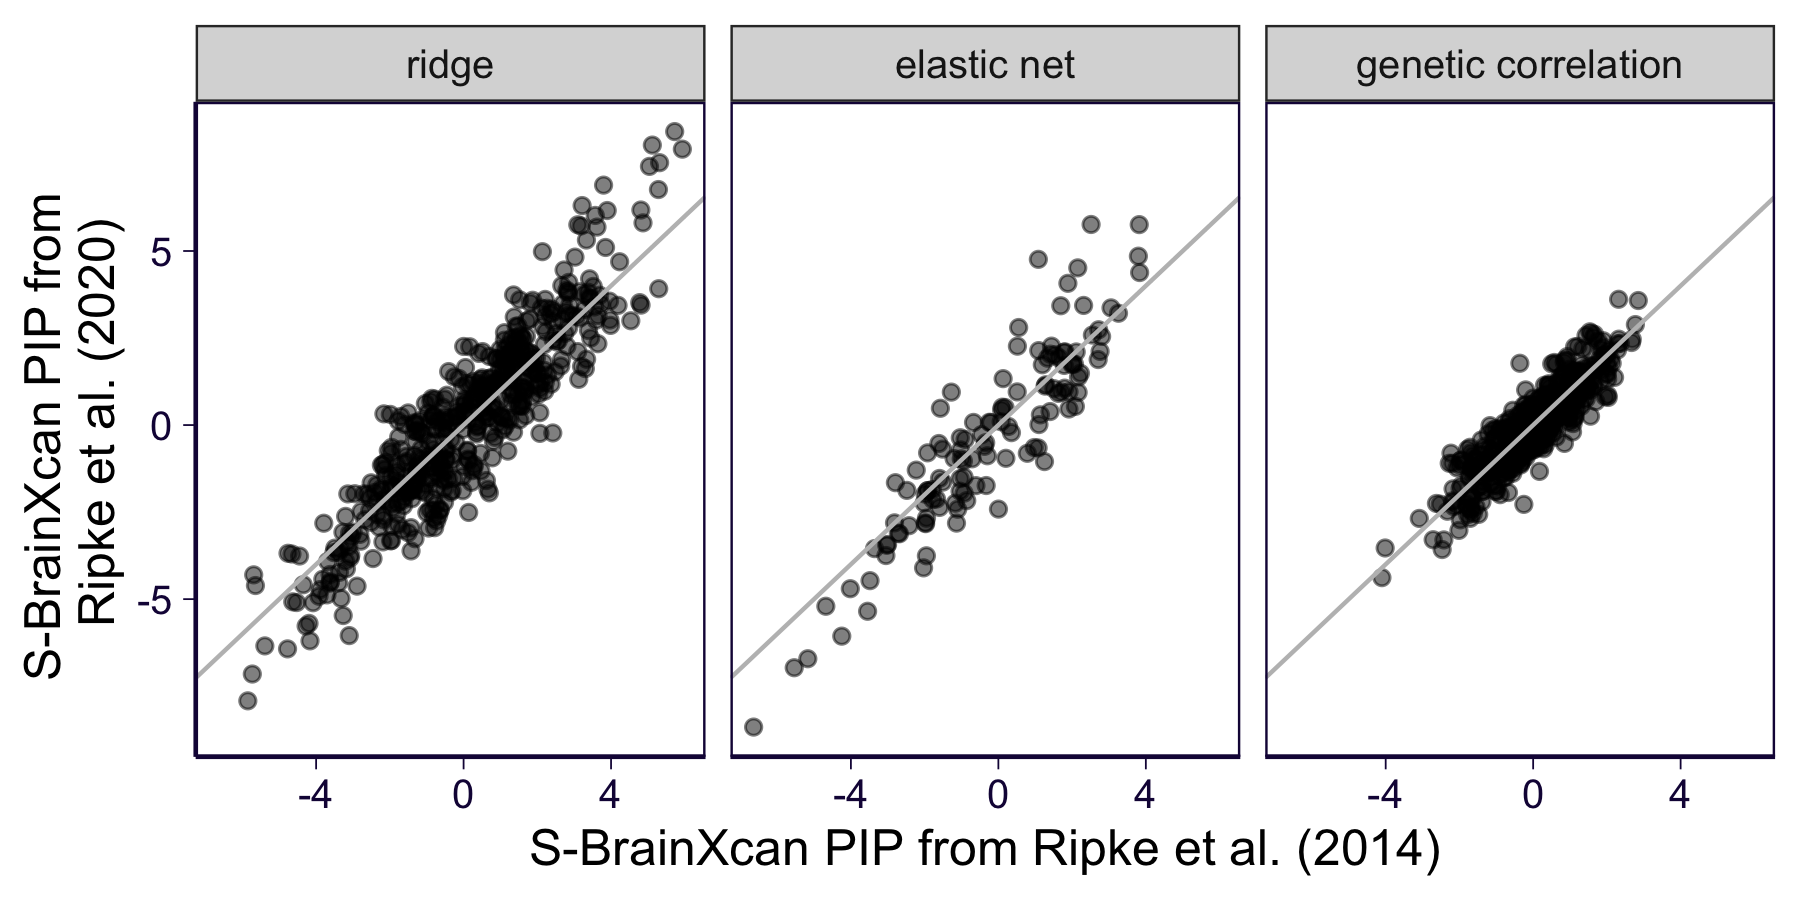 ridge
elastic net
genetic correlation
S-BrainXcan PIP from
Ripke et al. (2020)
5
0
-5
-4
0
4
-4
0
4
-4
0
4
S-BrainXcan PIP from Ripke et al. (2014)